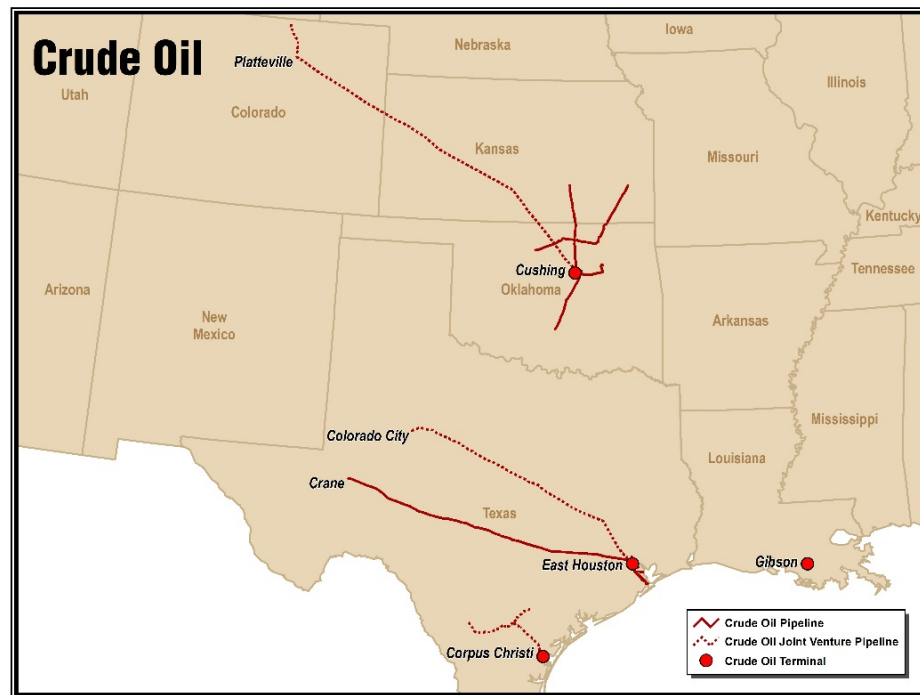 Crude Oil
Nebraska
Iowa
Platteville
Utah
Colorado
Illinois
Kansas
Missouri
Kentucky
Cushing
Oklahoma
Tennessee
Arizona
New
Mexico
Arkansas
Mississippi
Colorado City
Louisiana
Crane
Texas
East Houston
Gibson
Corpus Christi
Crude Oil Pipeline
Crude Oil Joint Venture Pipeline
Crude Oil Terminal